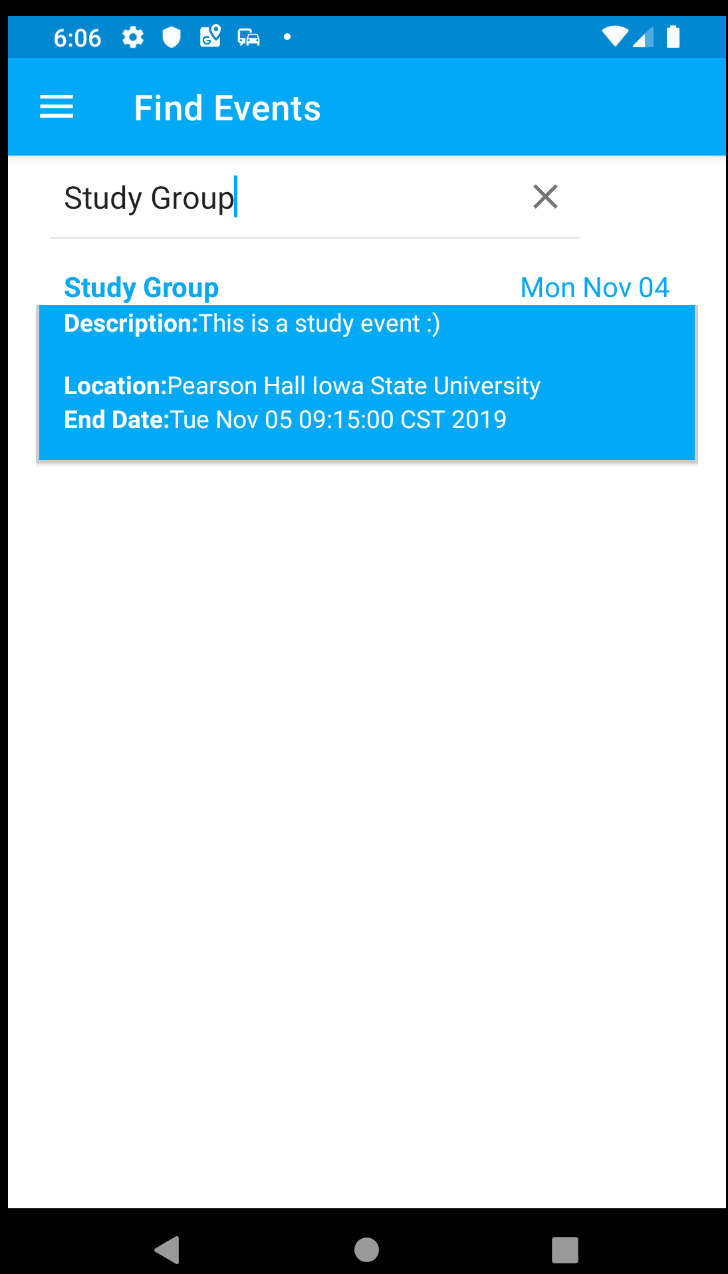 6:06
Find Events
Study Group
Study Group Mon Nov 04
Description:This is a study event :)
Location:Pearson Hall Iowa State University
End Date:Tue Nov 05 09:15:00 CST 2019